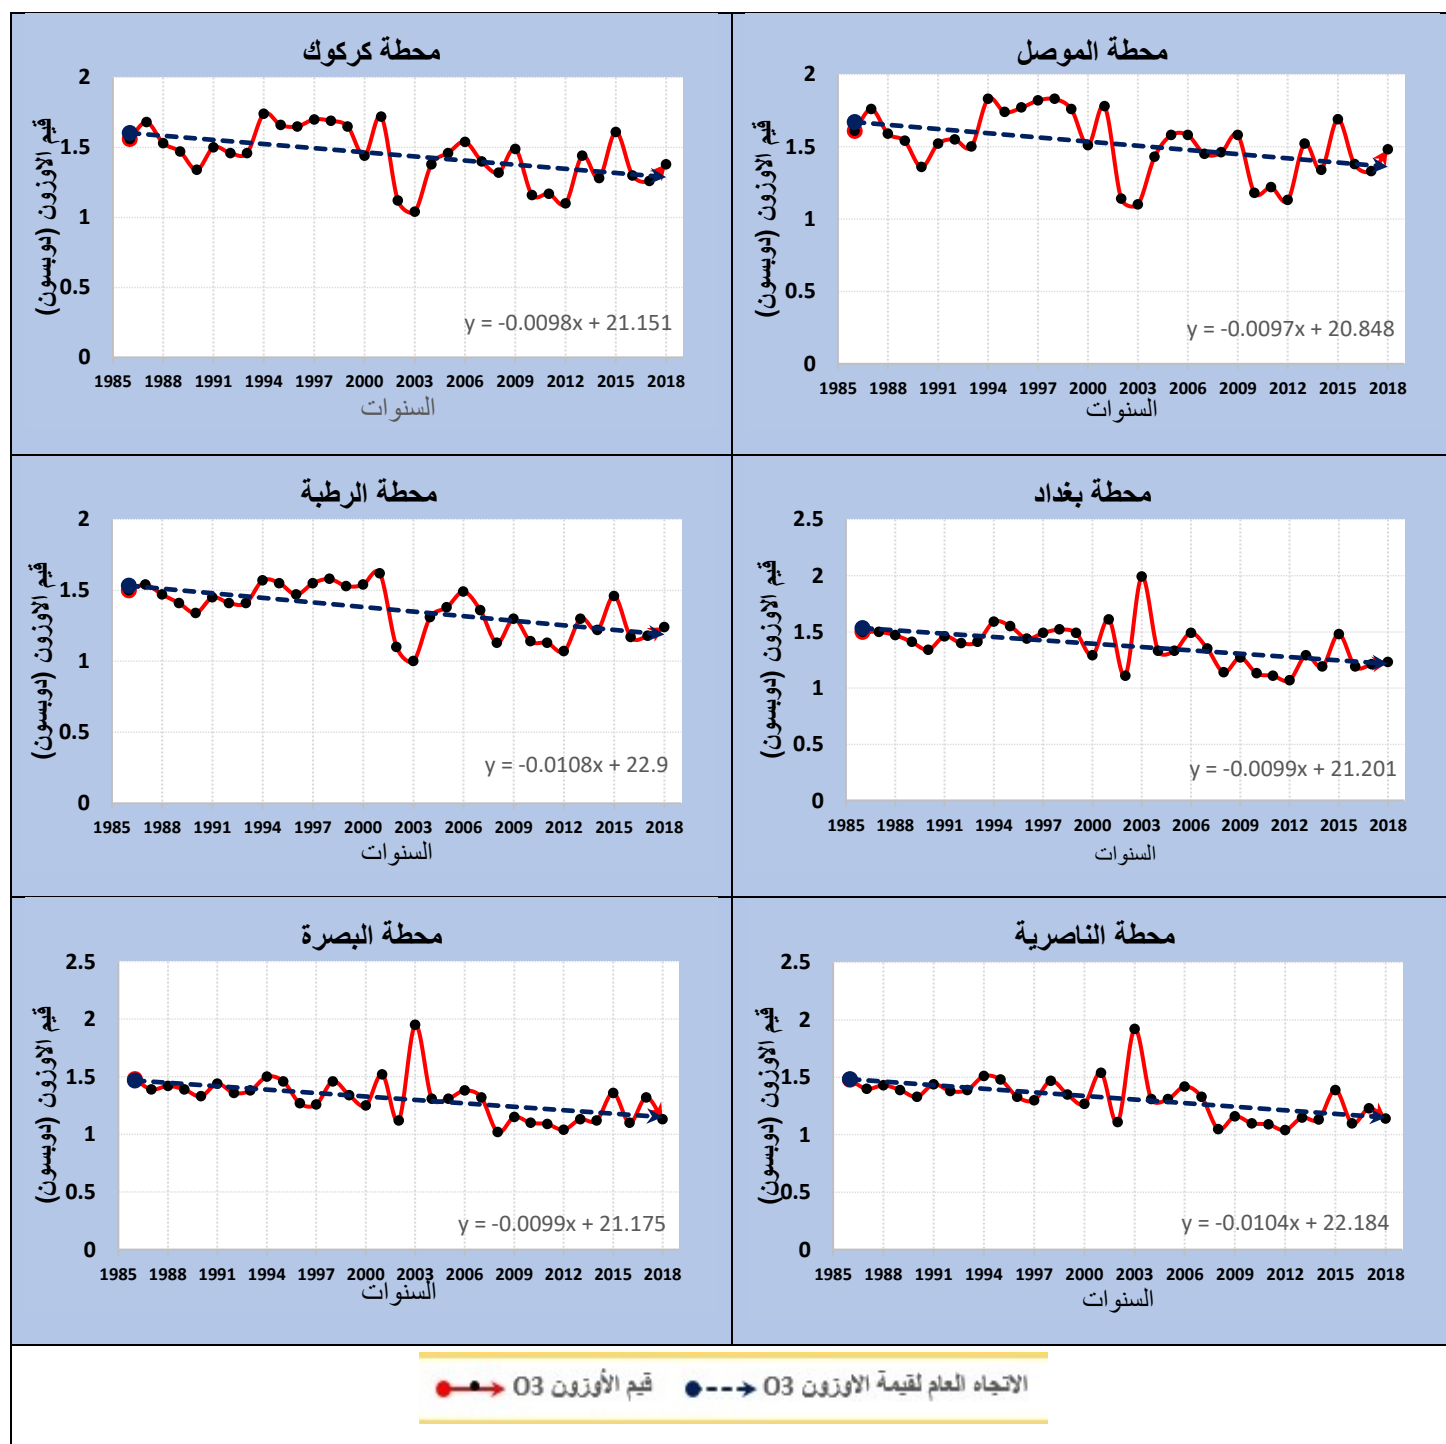 محطة الموصل
قيم الاوزون (دوبسون)
2
1.5
1
0.5
0
y = -0.0097x + 20.848
1985 1988 1991 1994 1997 2000 2003 2006 2009 2012 2015 2018
السنوات
محطة كركوك
قيم الاوزون (دوبسون)
2
1.5
1
0.5
0
y = -0.0098x + 21.151
1985 1988 1991 1994 1997 2000 2003 2006 2009 2012 2015 2018
السنوات
محطة بغداد
قيم الاوزون (دوبسون)
2.5
2
1.5
1
0.5
0
y = -0.0099x + 21.201
1985 1988 1991 1994 1997 2000 2003 2006 2009 2012 2015 2018
السنوات
محطة الرطبة
قيم الاوزون (دوبسون)
2
1.5
1
0.5
0
y = -0.0108x + 22.9
1985 1988 1991 1994 1997 2000 2003 2006 2009 2012 2015 2018
السنوات
محطة الناصرية
قيم الاوزون (دوبسون)
2.5
2
1.5
1
0.5
0
y = -0.0104x + 22.184
1985 1988 1991 1994 1997 2000 2003 2006 2009 2012 2015 2018
السنوات
محطة البصرة
قيم الاوزون (دوبسون)
2.5
2
1.5
1
0.5
0
y = -0.0099x + 21.175
1985 1988 1991 1994 1997 2000 2003 2006 2009 2012 2015 2018
السنوات
الاتجاه العام لقيمة الاوزون O3
قيم الأوزون O3